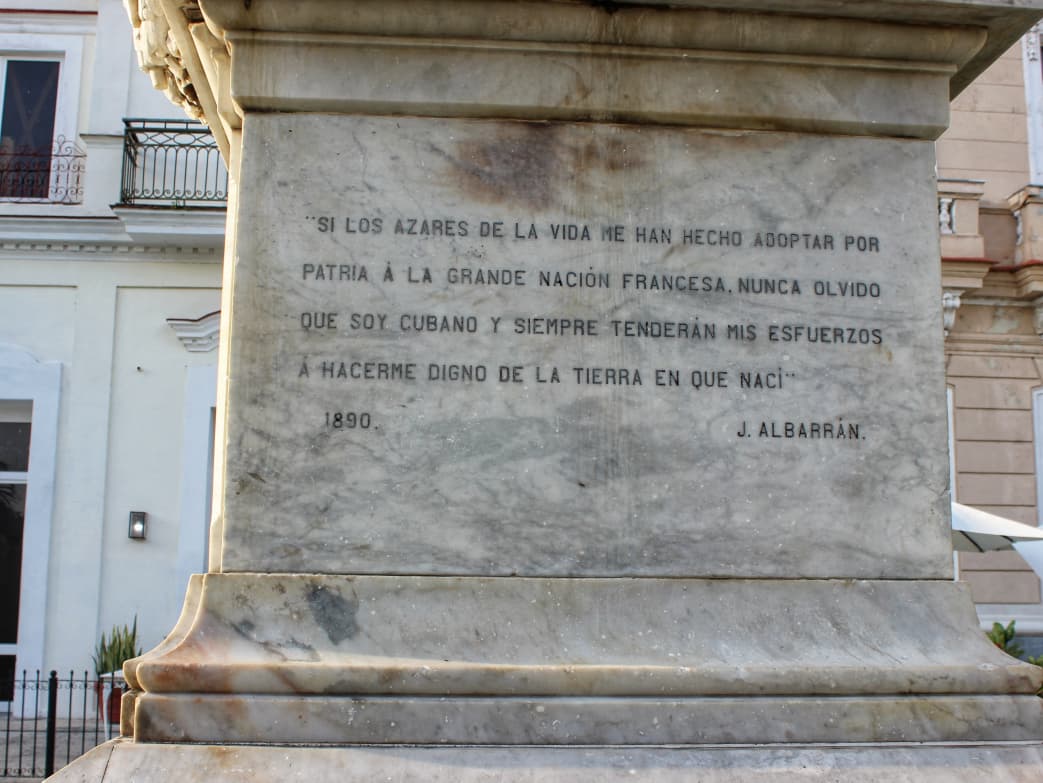 ¨SI LOS AZARES DE LA VIDA ME HAN HECHO ADOPTAR POR
PATRIA Á LA GRANDE NACIÓN FRANCESA. NUNCA OLVIDO
QUE SOY CUBANO Y SIEMPRE TENDERÁN MIS ESFUERZOS
Á HACERME DIGNO DE LA TIERRA EN QUE NACÍ¨
1890. J. ALBARRÁN.